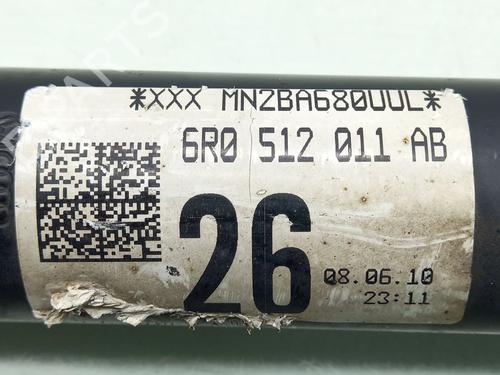 *XXX MN2BA680UUL*
6R0 512 011 AB
26
08.06.10
23:11